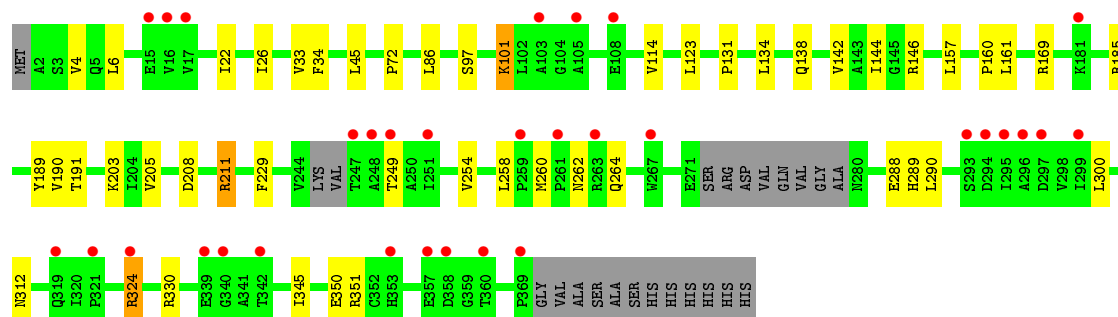 MET A2 S3 V4 Q5 L6 E15 V16 V17 I22 I26 V33 F34 L45 P72 L86 S97 K101 L102 A103 G104 A105 E108 V114 L123 P131 L134 Q138 V142 A143 I144 G145 R146 L157 P160 L161 R169 K181 R185
Y189 V190 T191 K203 I204 V205 D208 R211 F229 V244 LYS VAL T247 A248 T249 A250 I251 V254 L258 P259 M260 P261 N262 R263 Q264 W267 E271 SER ARG ASP VAL GLN VAL GLY ALA N280 E288 H289 L290 S293 D294 I295 A296 D297 V298 I299 L300
N312 Q319 I320 P321 R324 R330 E339 G340 A341 T342 I345 E350 R351 C352 H353 E357 D358 G359 T360 P369 GLY VAL ALA SER ALA SER HIS HIS HIS HIS HIS HIS